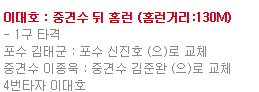 이대호 : 중견수 뒤 홈런 (홈런거리:130M)
- 1구 타격
포수 김태군 : 포수 신진호 (으)로 교체
중견수 이종욱 : 중견수 김준완 (으)로 교체
4번타자 이대호